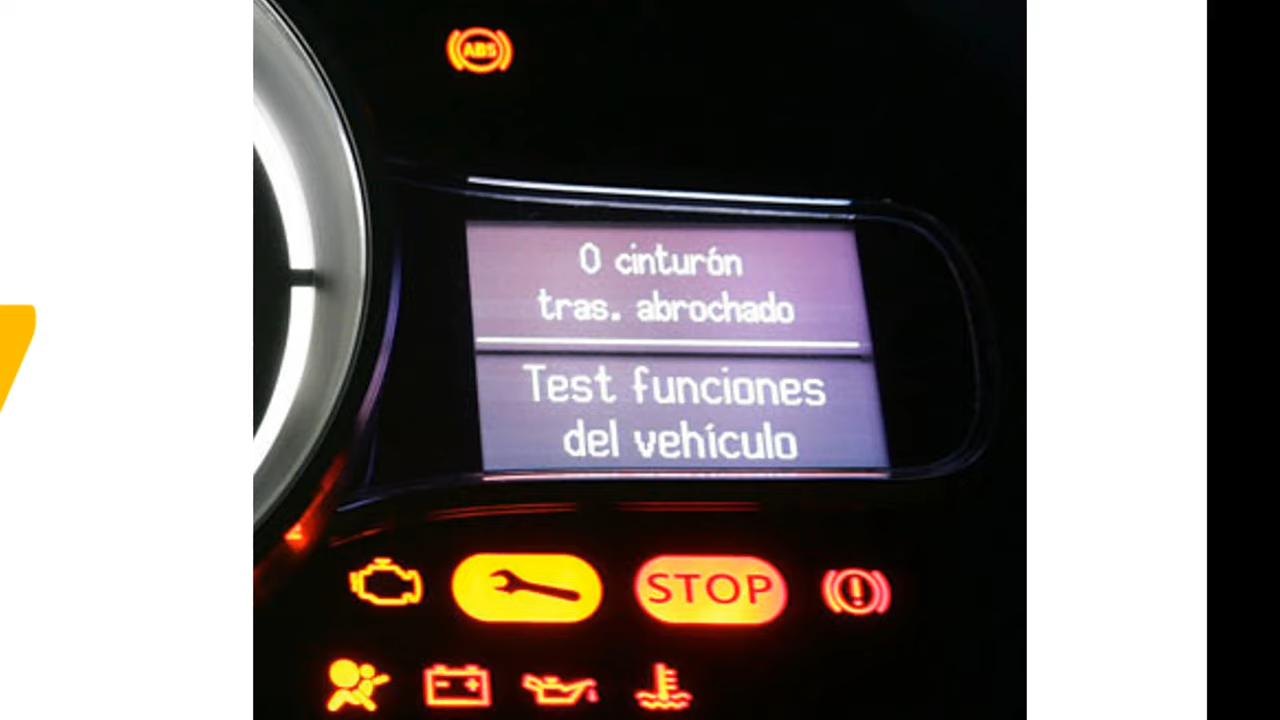 ABS
0 cinturón
tras. abrochado
Test funciones
del vehículo
STOP